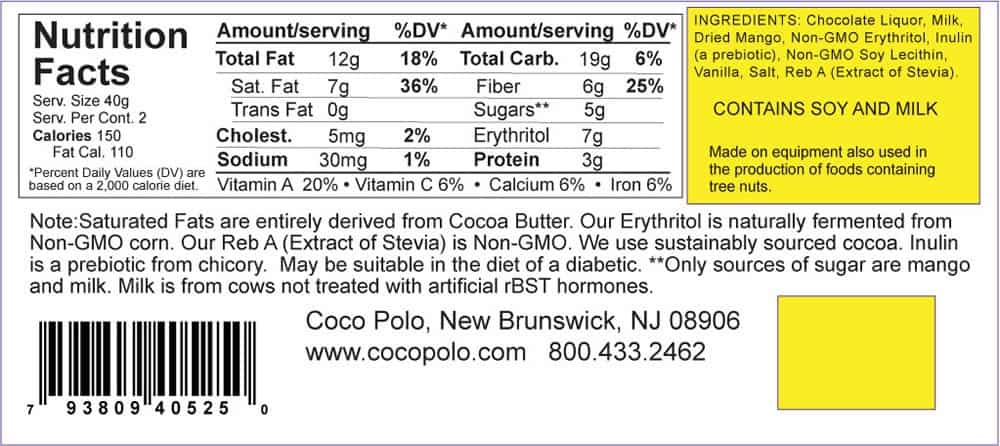 Nutrition
Facts
Serv. Size 40g
Serv. Per Cont. 2
Calories 150
Fat Cal. 110
*Percent Daily Values (DV) are
based on a 2,000 calorie diet.
Amount/serving %DV* Amount/serving %DV*
Total Fat 12g 18% Total Carb. 19g 6%
Sat. Fat 7g 36% Fiber 6g 25%
Trans Fat 0g Sugars** 5g
Cholest. 5mg 2% Erythritol 7g
Sodium 30mg 1% Protein 3g
Vitamin A 20% • Vitamin C 6% • Calcium 6% • Iron 6%
INGREDIENTS: Chocolate Liquor, Milk,
Dried Mango, Non-GMO Erythritol, Inulin
(a prebiotic), Non-GMO Soy Lecithin,
Vanilla, Salt, Reb A (Extract of Stevia).
CONTAINS SOY AND MILK
Made on equipment also used in
the production of foods containing
tree nuts.
Note:Saturated Fats are entirely derived from Cocoa Butter. Our Erythritol is naturally fermented from
Non-GMO corn. Our Reb A (Extract of Stevia) is Non-GMO. We use sustainably sourced cocoa. Inulin
is a prebiotic from chicory. May be suitable in the diet of a diabetic. **Only sources of sugar are mango
and milk. Milk is from cows not treated with artificial rBST hormones.
Coco Polo, New Brunswick, NJ 08906
www.cocopolo.com 800.433.2462
7 93809 40525 0